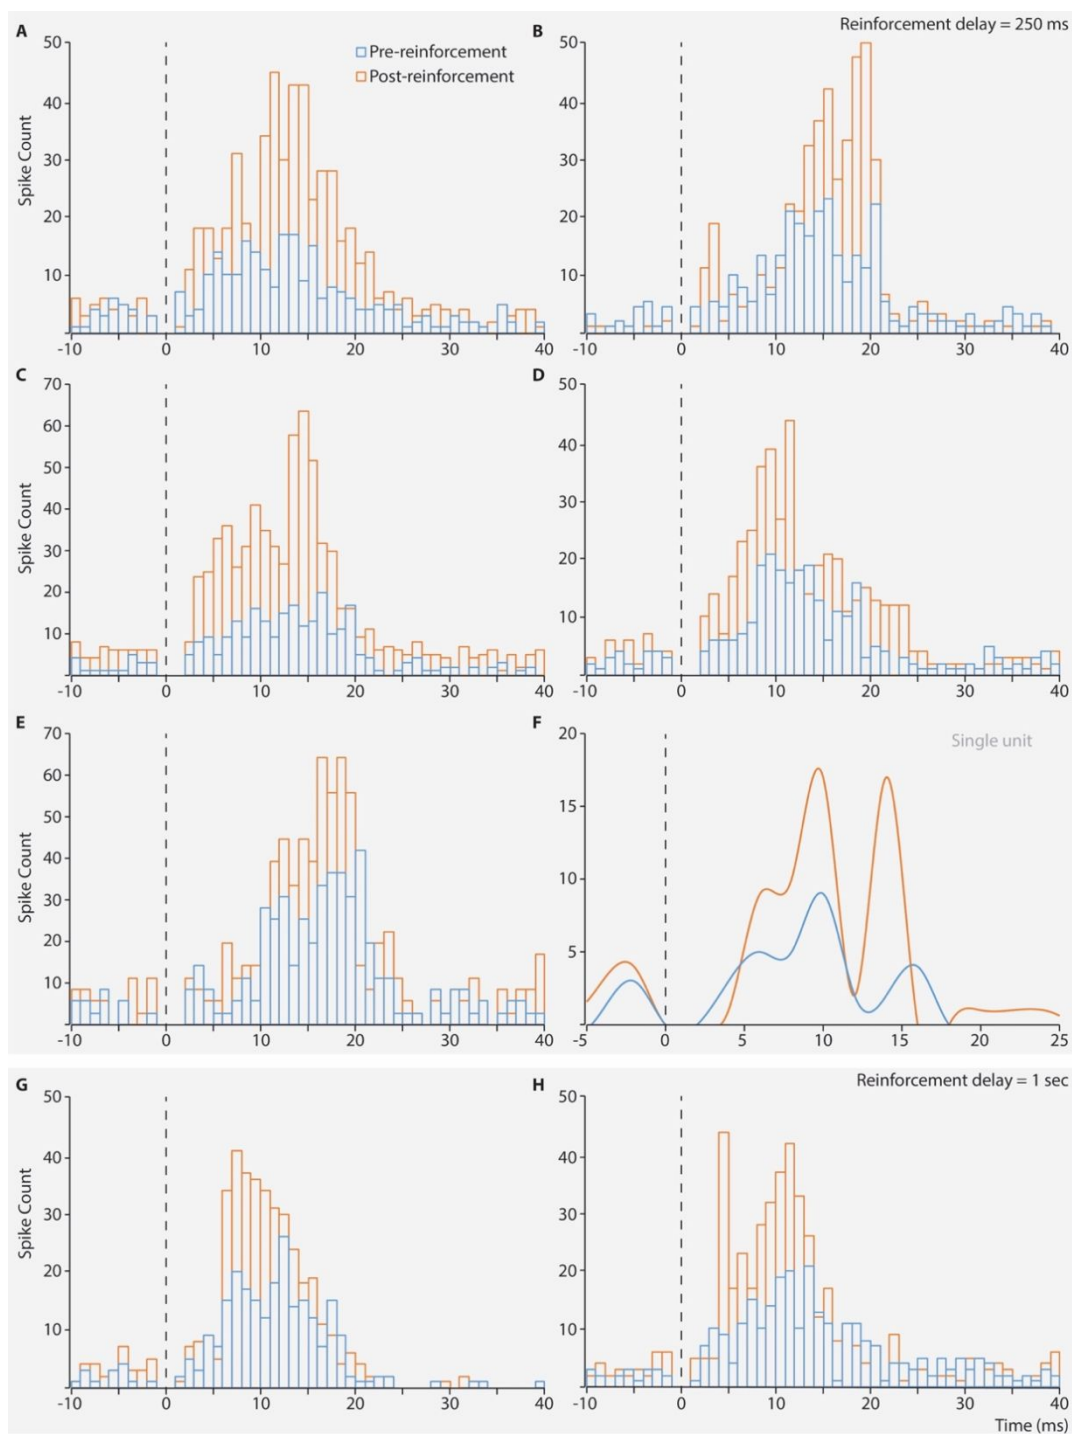 A
B
Reinforcement delay = 250 ms
Pre-reinforcement
Post-reinforcement
Spike Count
50
40
30
20
10
-10 0 10 20 30 40
50
40
30
20
10
-10 0 10 20 30 40
C
D
Spike Count
70
60
50
40
30
20
10
-10 0 10 20 30 40
50
40
30
20
10
-10 0 10 20 30 40
E
F
Single unit
Spike Count
70
60
50
40
30
20
10
-10 0 10 20 30 40
20
15
10
5
-5 0 5 10 15 20 25
G
H
Reinforcement delay = 1 sec
Spike Count
50
40
30
20
10
-10 0 10 20 30 40
50
40
30
20
10
-10 0 10 20 30 40
Time (ms)